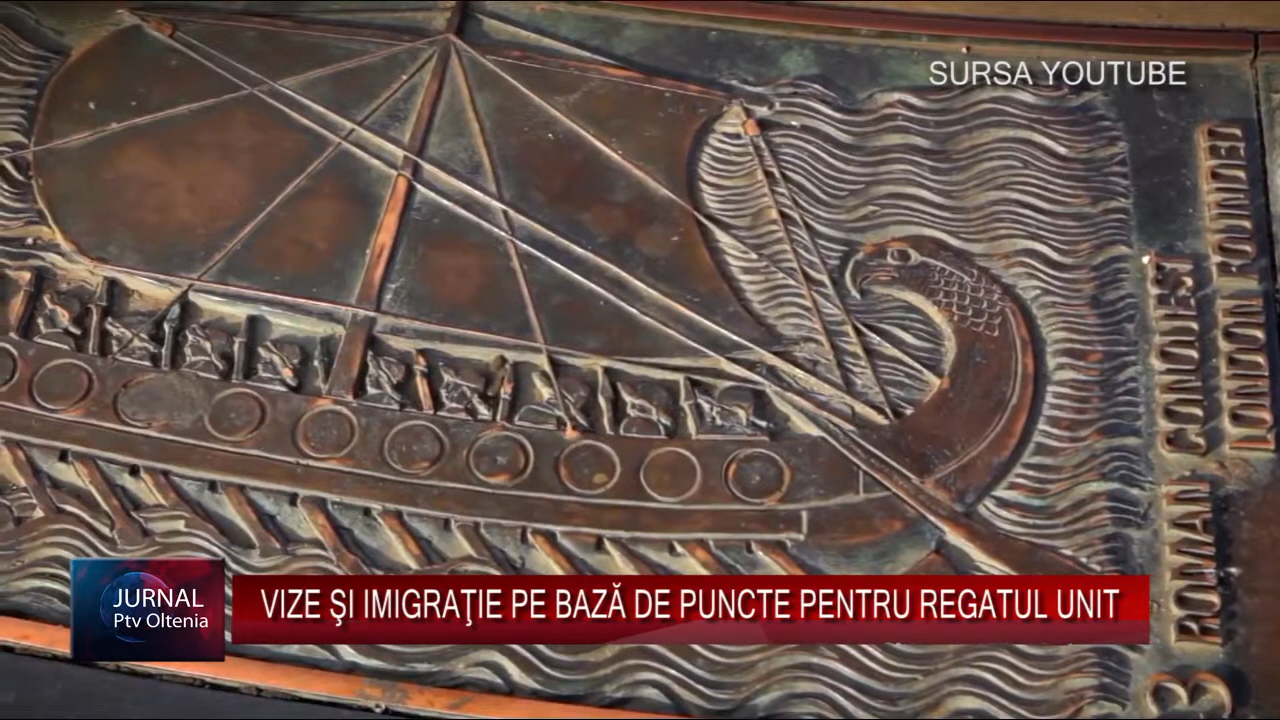 SURSA YOUTUBE
ROMAN CONQUEST
LONDON FOUNDED
JURNAL
Ptv Oltenia
VIZE ŞI IMIGRAŢIE PE BAZĂ DE PUNCTE PENTRU REGATUL UNIT